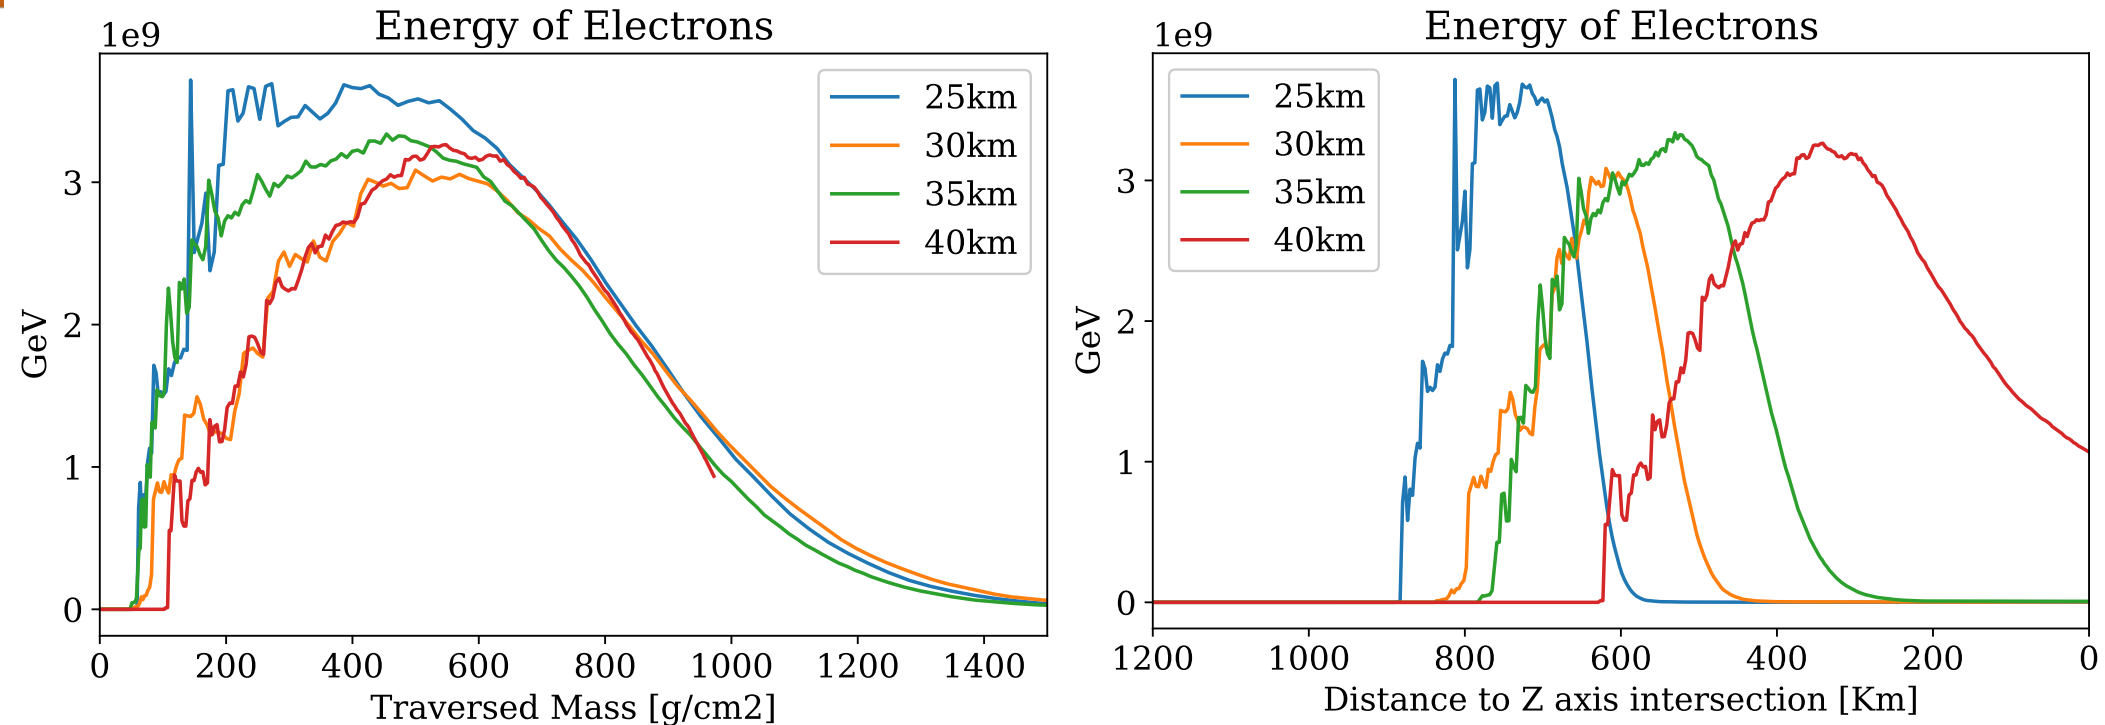 Energy of Electrons
1e9
GeV
3
2
1
0
25km
30km
35km
40km
0 200 400 600 800 1000 1200 1400
Traversed Mass [g/cm2]
Energy of Electrons
1e9
GeV
3
2
1
0
25km
30km
35km
40km
1200 1000 800 600 400 200 0
Distance to Z axis intersection [Km]